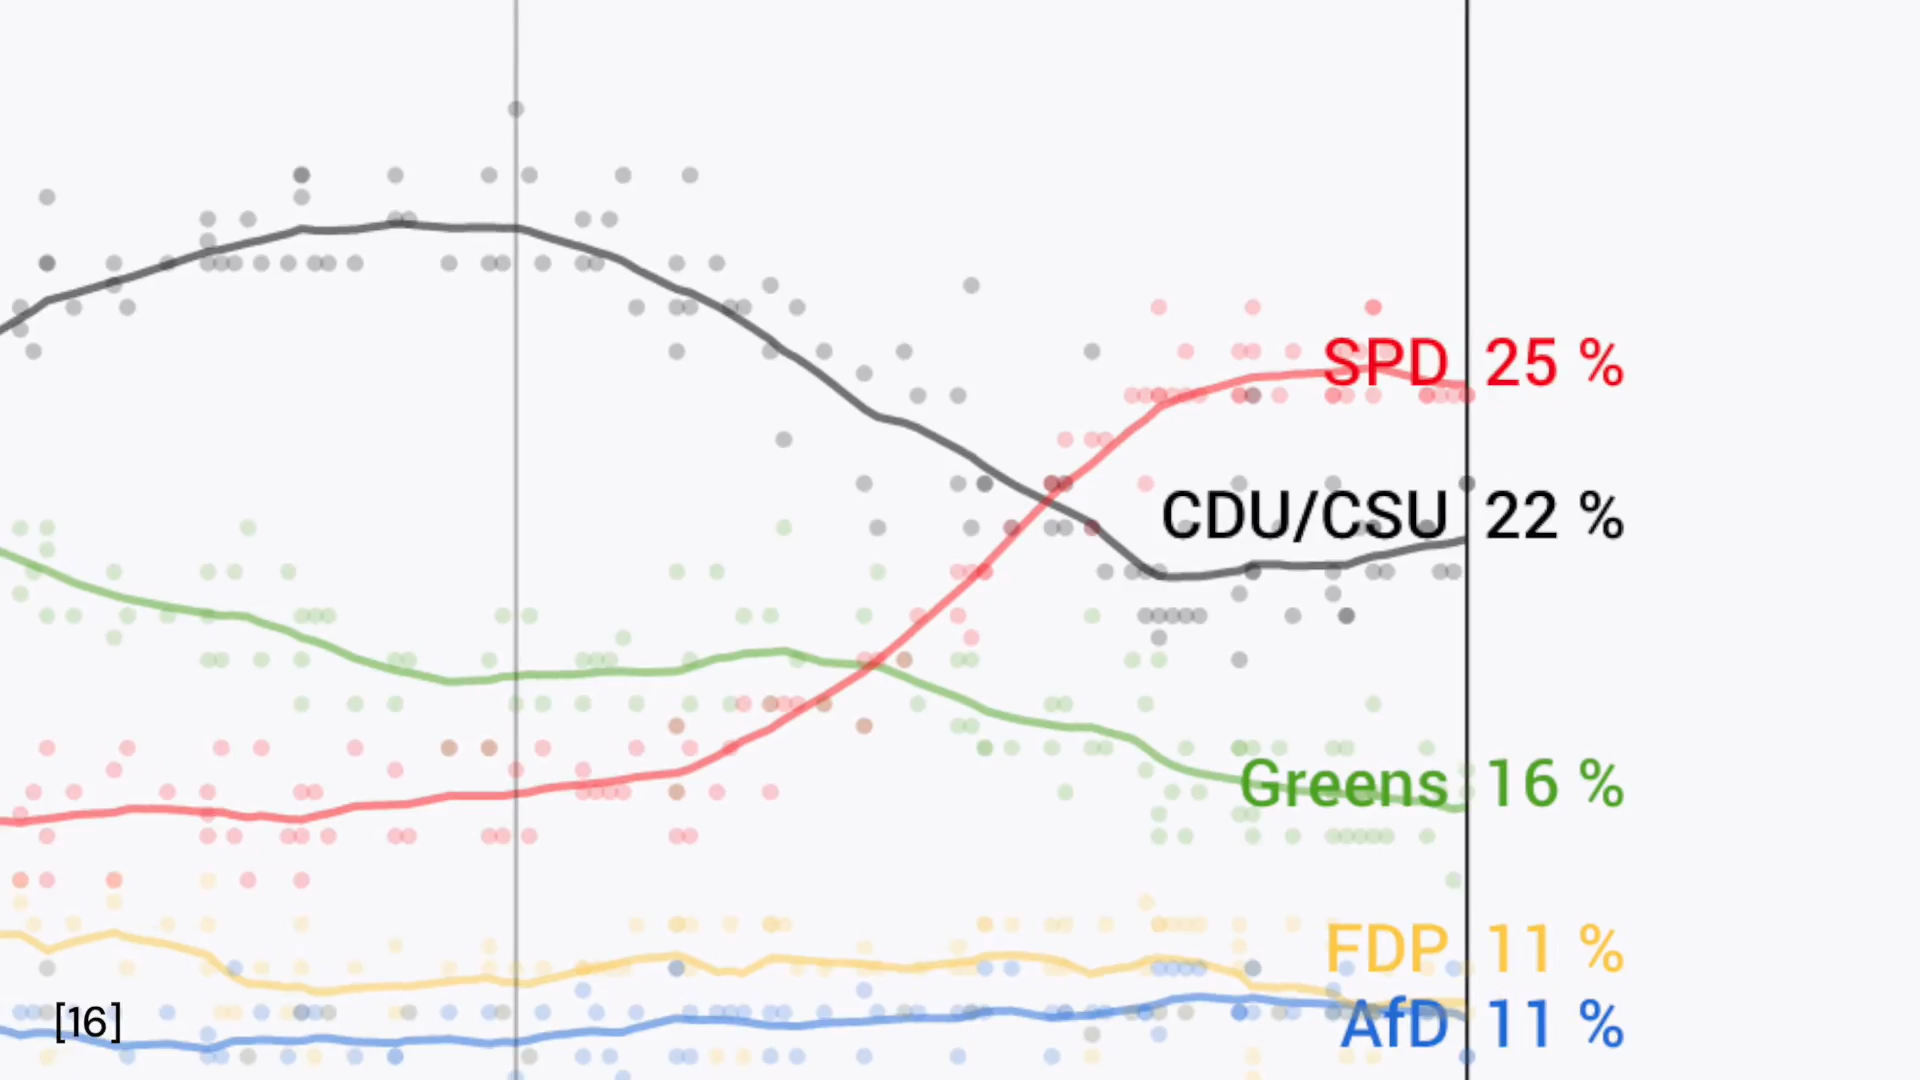 SPD 25 %
CDU/CSU 22 %
Greens 16 %
FDP 11 %
AfD 11 %
[16]